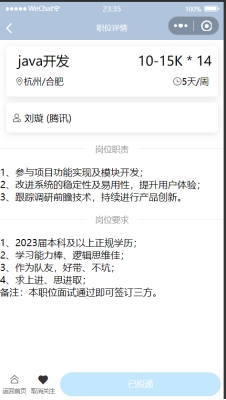 WeChat
23:35
100%
职位详情
java开发
10-15K * 14
杭州/合肥
5天/周
刘璇 (腾讯)
岗位职责
1、参与项目功能实现及模块开发；
2、改进系统的稳定性及易用性，提升用户体验；
3、跟踪调研前瞻技术，持续进行产品创新。
岗位要求
1、2023届本科及以上正规学历；
2、学习能力棒、逻辑思维佳；
3、作为队友，好带、不坑；
4、求上进、思进取；
备注：本职位面试通过即可签订三方。
返回首页
取消关注
已投递